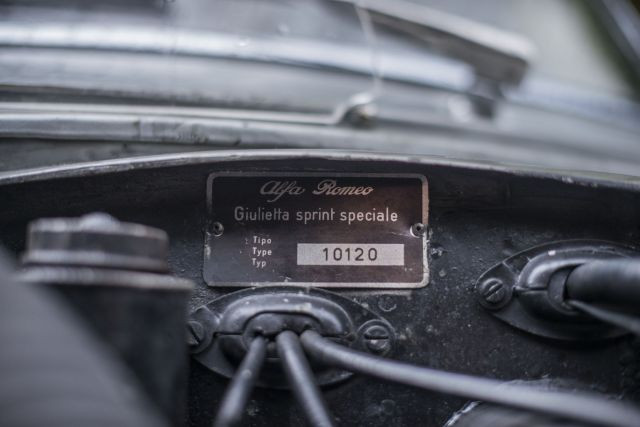 Alfa Romeo
Giulietta sprint speciale
: Tipo
Type 10120
Typ